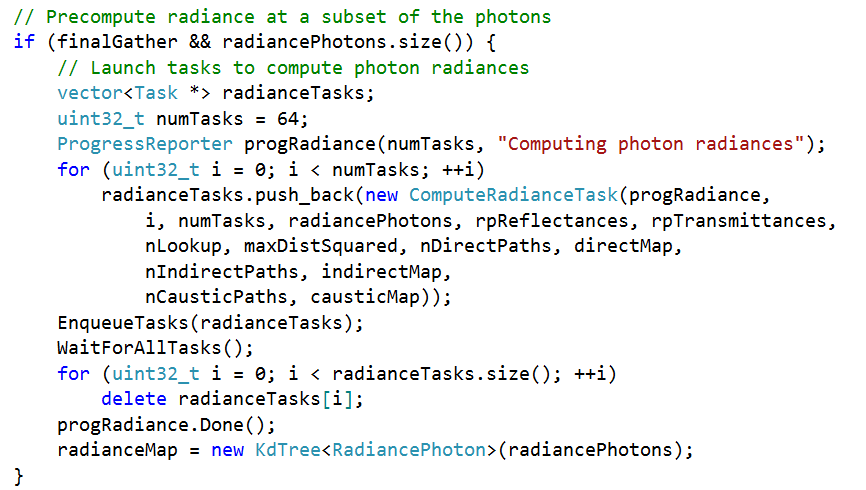 // Precompute radiance at a subset of the photons
if (finalGather && radiancePhotons.size()) {
    // Launch tasks to compute photon radiances
    vector<Task *> radianceTasks;
    uint32_t numTasks = 64;
    ProgressReporter progRadiance(numTasks, "Computing photon radiances");
    for (uint32_t i = 0; i < numTasks; ++i)
        radianceTasks.push_back(new ComputeRadianceTask(progRadiance,
            i, numTasks, radiancePhotons, rpReflectances, rpTransmittances,
            nLookup, maxDistSquared, nDirectPaths, directMap,
            nIndirectPaths, indirectMap,
            nCausticPaths, causticMap));
    EnqueueTasks(radianceTasks);
    WaitForAllTasks();
    for (uint32_t i = 0; i < radianceTasks.size(); ++i)
        delete radianceTasks[i];
    progRadiance.Done();
    radianceMap = new KdTree<RadiancePhoton>(radiancePhotons);
}